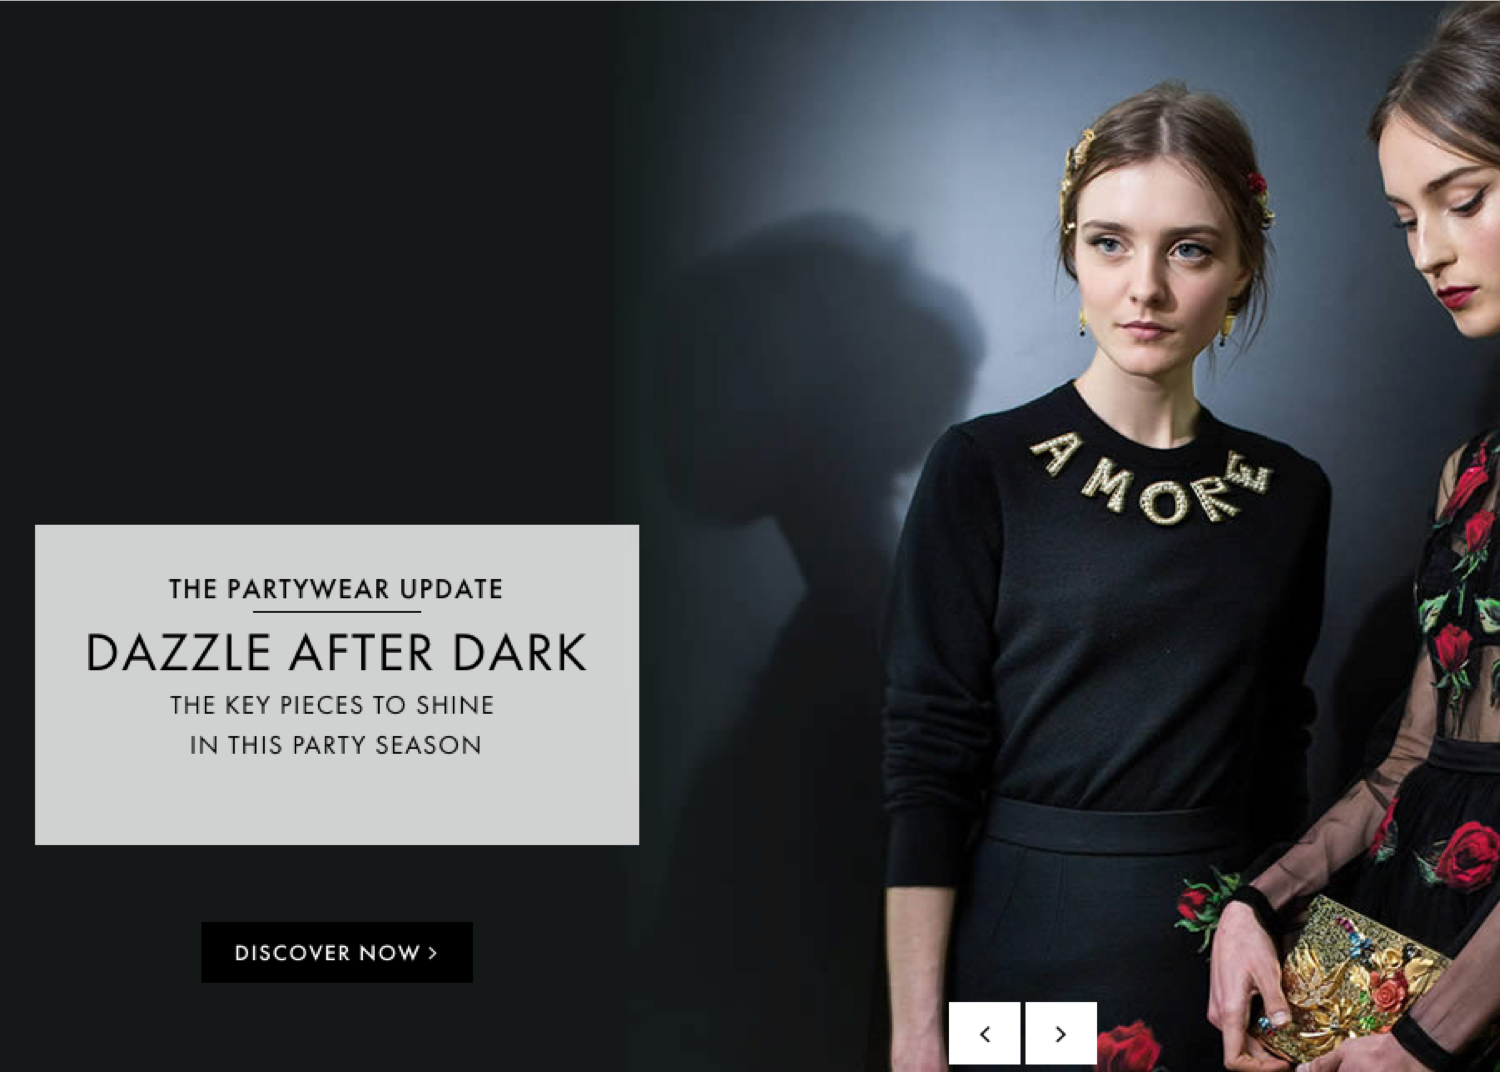 THE PARTYWEAR UPDATE
DAZZLE AFTER DARK
THE KEY PIECES TO SHINE
IN THIS PARTY SEASON
DISCOVER NOW >
AMORE